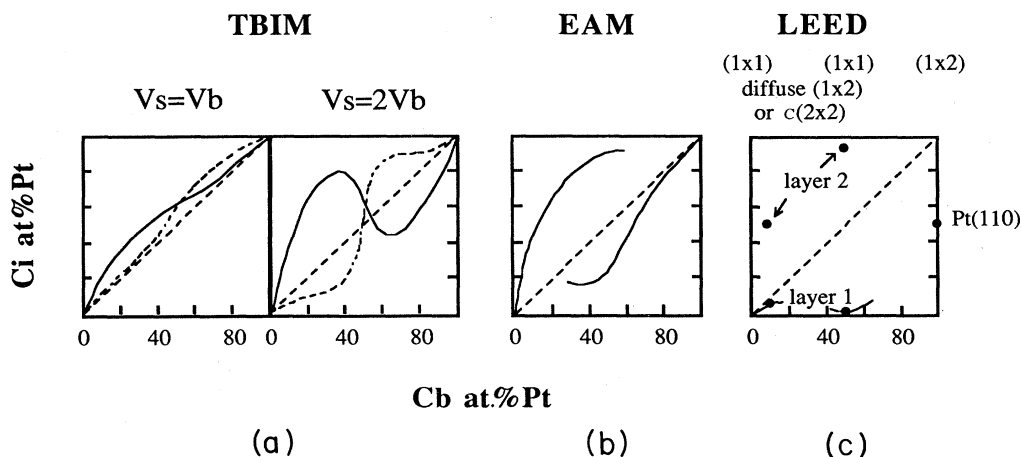 TBIM
EAM
LEED
(1x1) (1x1) (1x2)
diffuse (1x2)
or c(2x2)
Vs=Vb
Vs=2Vb
layer 2
layer 1
Pt(110)
Ci at%Pt
0 40 80
0 40 80
0 40 80
0 40 80
Cb at.%Pt
(a)
(b)
(c)